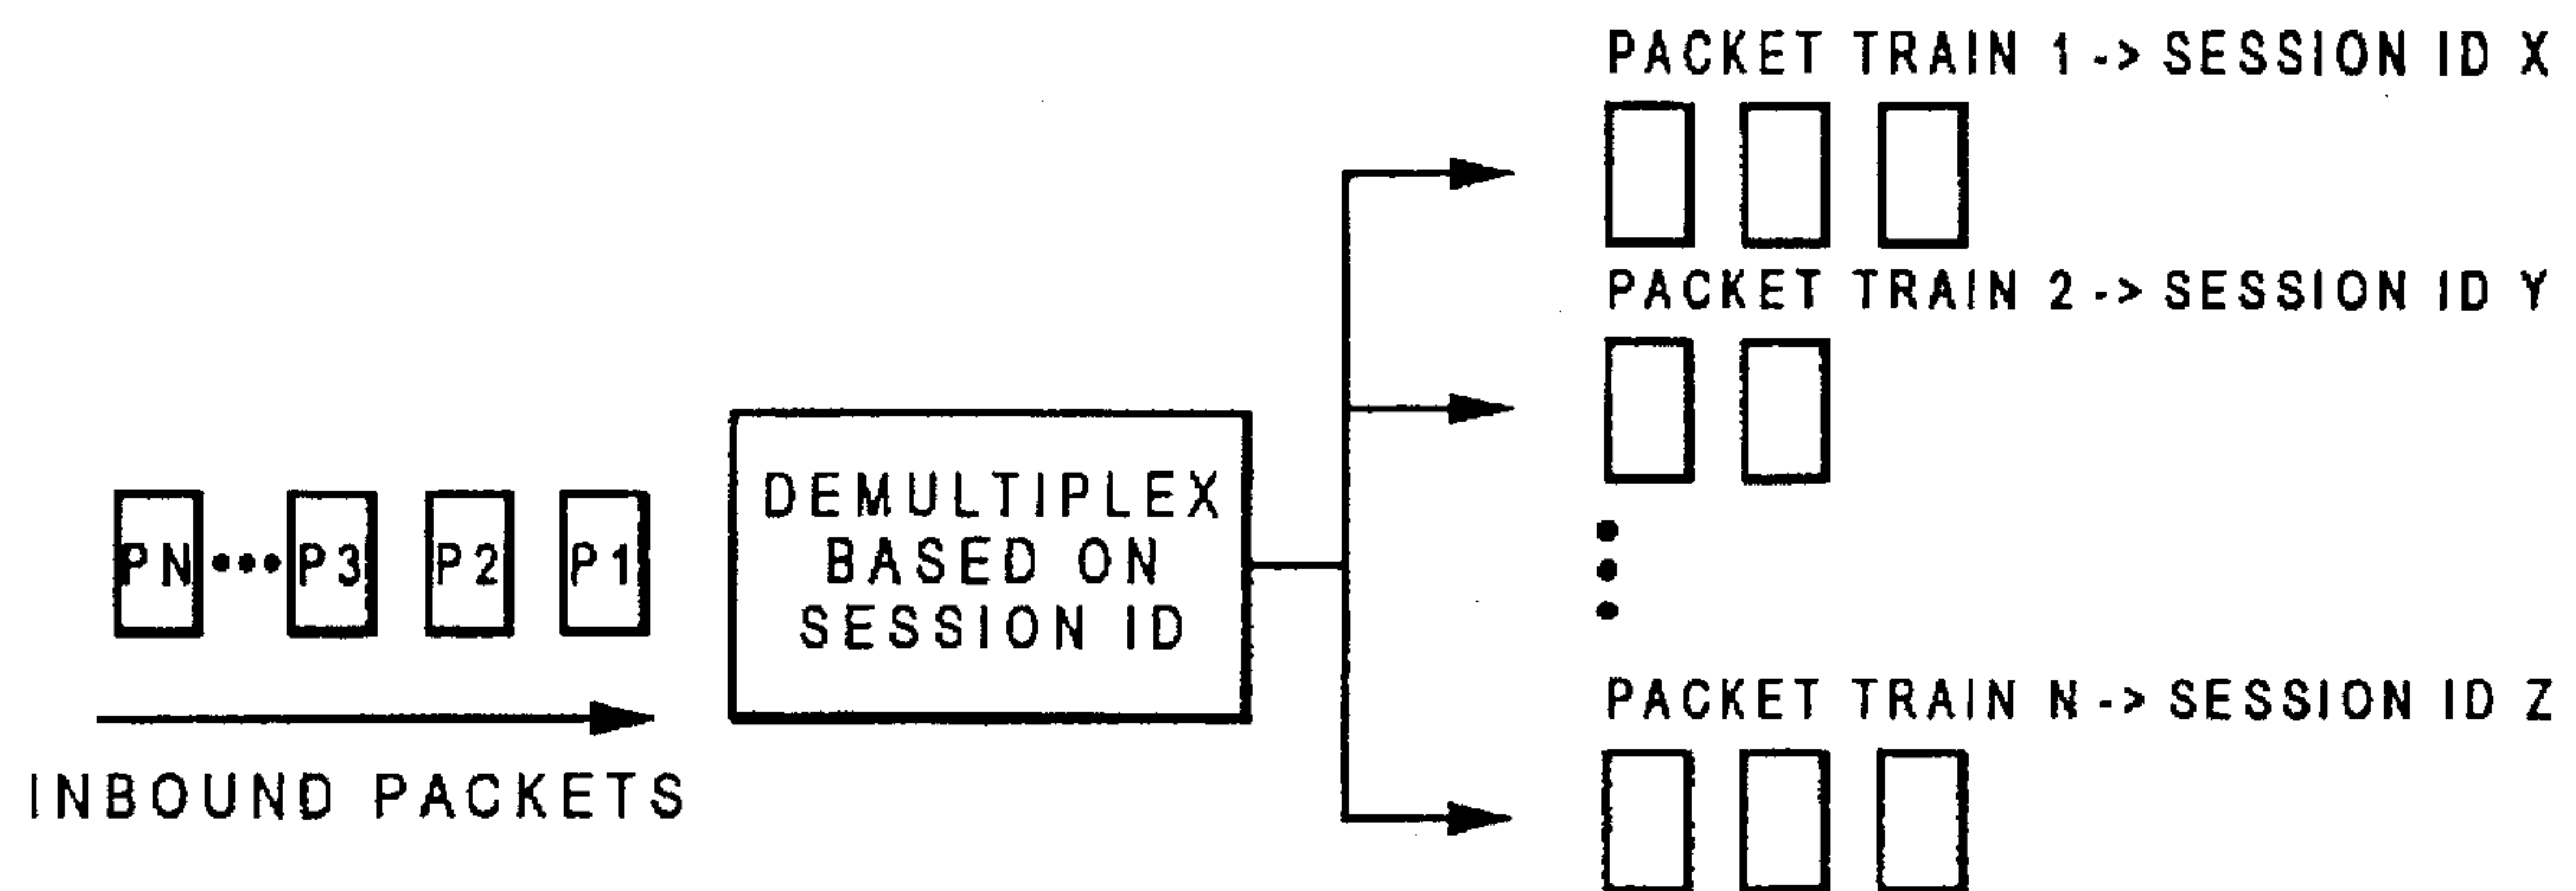 PACKET TRAIN 1 -> SESSION ID X
PACKET TRAIN 2 -> SESSION ID Y
DEMULTIPLEX
BASED ON
SESSION ID
PN ••• P3 P2 P1
INBOUND PACKETS
PACKET TRAIN N -> SESSION ID Z